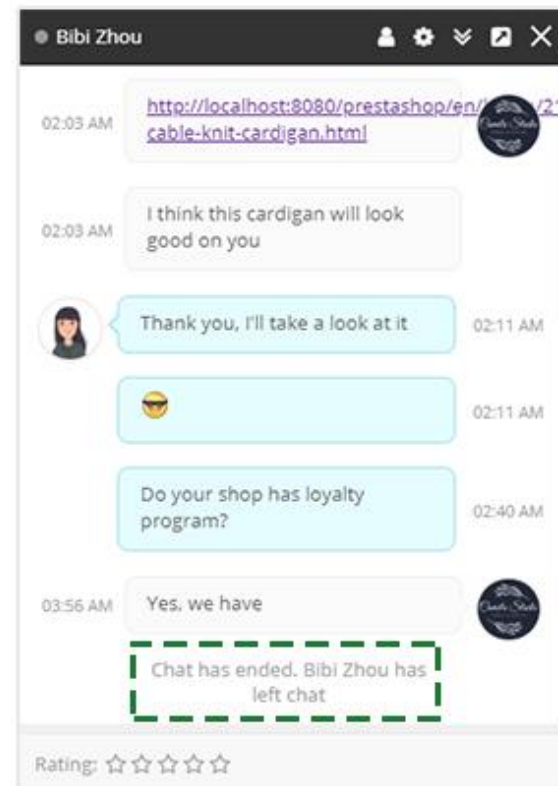 Bibi Zhou
http://localhost:8080/prestashop/en/
cable-knit-cardigan.html
02:03 AM
I think this cardigan will look
good on you
02:03 AM
Thank you, I'll take a look at it
02:11 AM
02:11 AM
Do your shop has loyalty
program?
02:40 AM
03:56 AM
Yes, we have
Chat has ended. Bibi Zhou has
left chat
Rating: